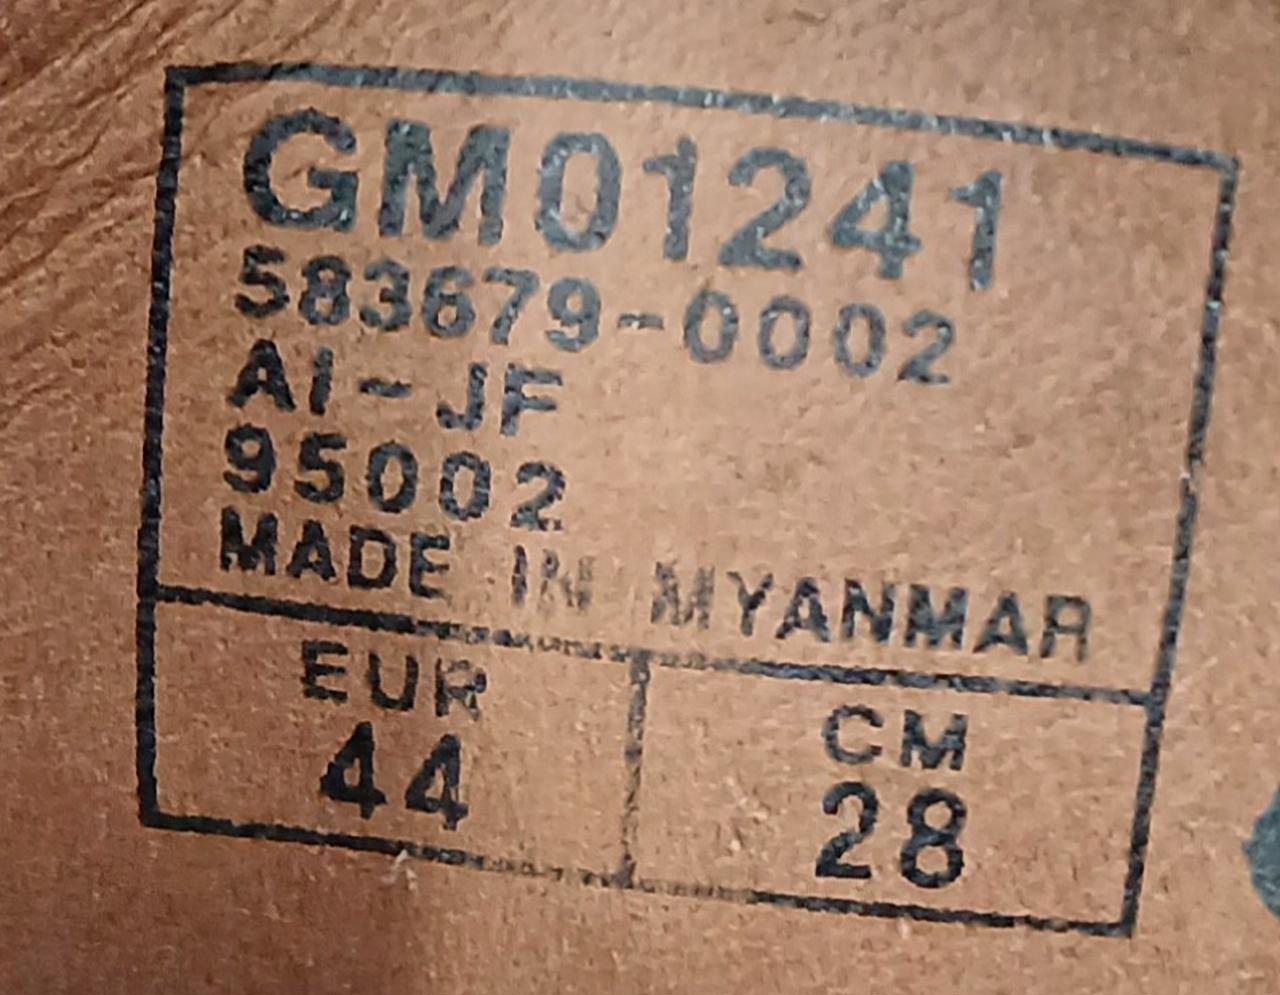 GM01241
583679-0002
AI-JF
95002
MADE IN MYANMAR
EUR CM
44 28